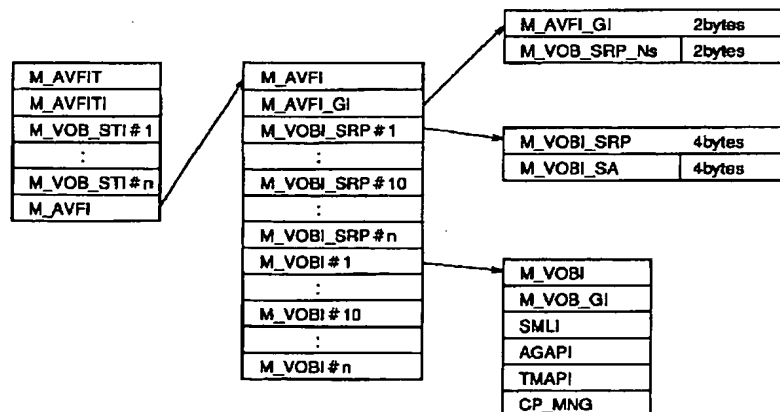 M_AVFIT
M_AVFITI
M_VOB_STI#1
:
M_VOB_STI#n
M_AVFI
M_AVFI
M_AVFI_GI
M_VOBI_SRP#1
:
M_VOBI_SRP#10
:
M_VOBI_SRP#n
M_VOBI#1
:
M_VOBI#10
:
M_VOBI#n
M_AVFI_GI 2bytes
M_VOB_SRP_Ns 2bytes
M_VOBI_SRP 4bytes
M_VOBI_SA 4bytes
M_VOBI
M_VOB_GI
SMLI
AGAPI
TMAPI
CP_MNG